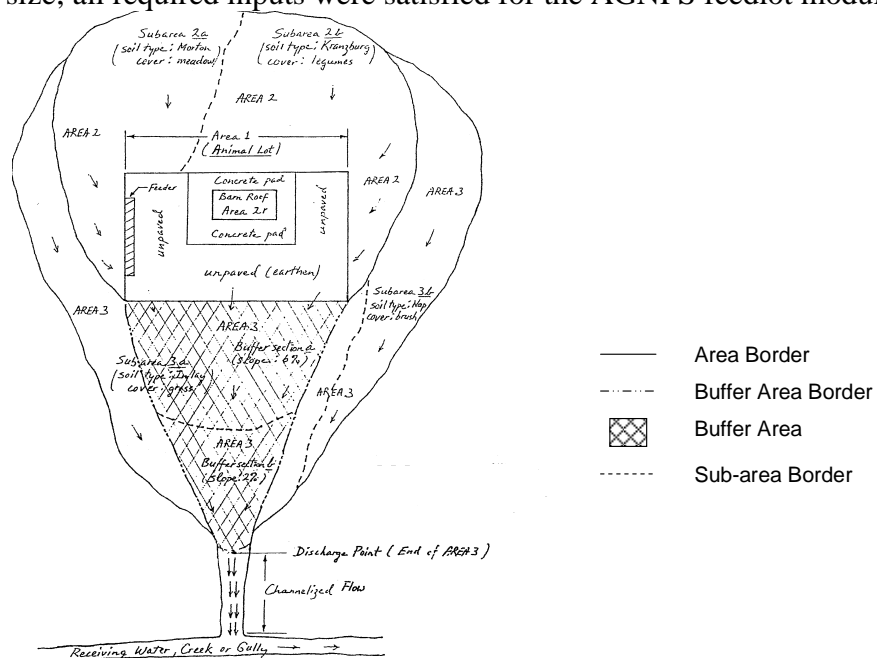 size, all required inputs were satisfied for the AGNPS feedlot modul
Subarea 2a
(soil type: Morton
cover: meadow)
Subarea 2b
(soil type: Kranzburg
cover: legumes)
AREA 2
AREA 2
Area 1
(Animal Lot)
AREA 2
AREA 3
Feeder
unpaved
Concrete pad
Barn Roof
Area 2r
Concrete pad
unpaved
unpaved (earthen)
AREA 3
Subarea 3b
soil type: Hap
cover: brush
AREA 3
Buffer section a
(slope: 6%)
Subarea 3a
(soil type:
cover: grass)
AREA 3
AREA 3
Buffer section b
(slope: 2%)
Discharge Point (End of AREA 3)
Channelized Flow
Receiving Water, Creek or Gully
Area Border
Buffer Area Border
Buffer Area
Sub-area Border